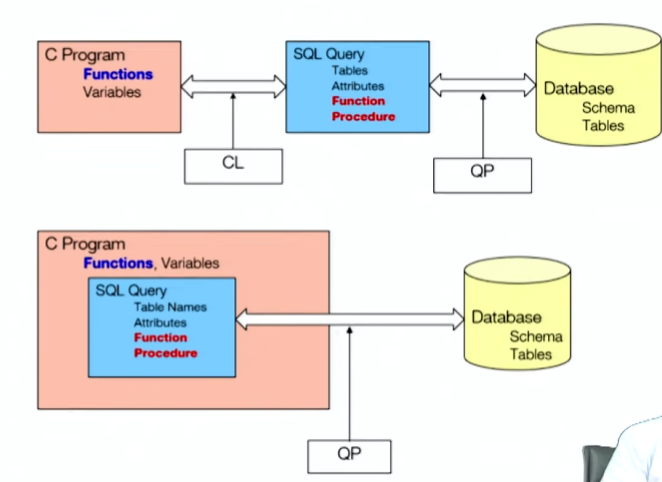 C Program
Functions
Variables
SQL Query
Tables
Attributes
Function
Procedure
Database
Schema
Tables
CL
QP
C Program
Functions, Variables
SQL Query
Table Names
Attributes
Function
Procedure
Database
Schema
Tables
QP